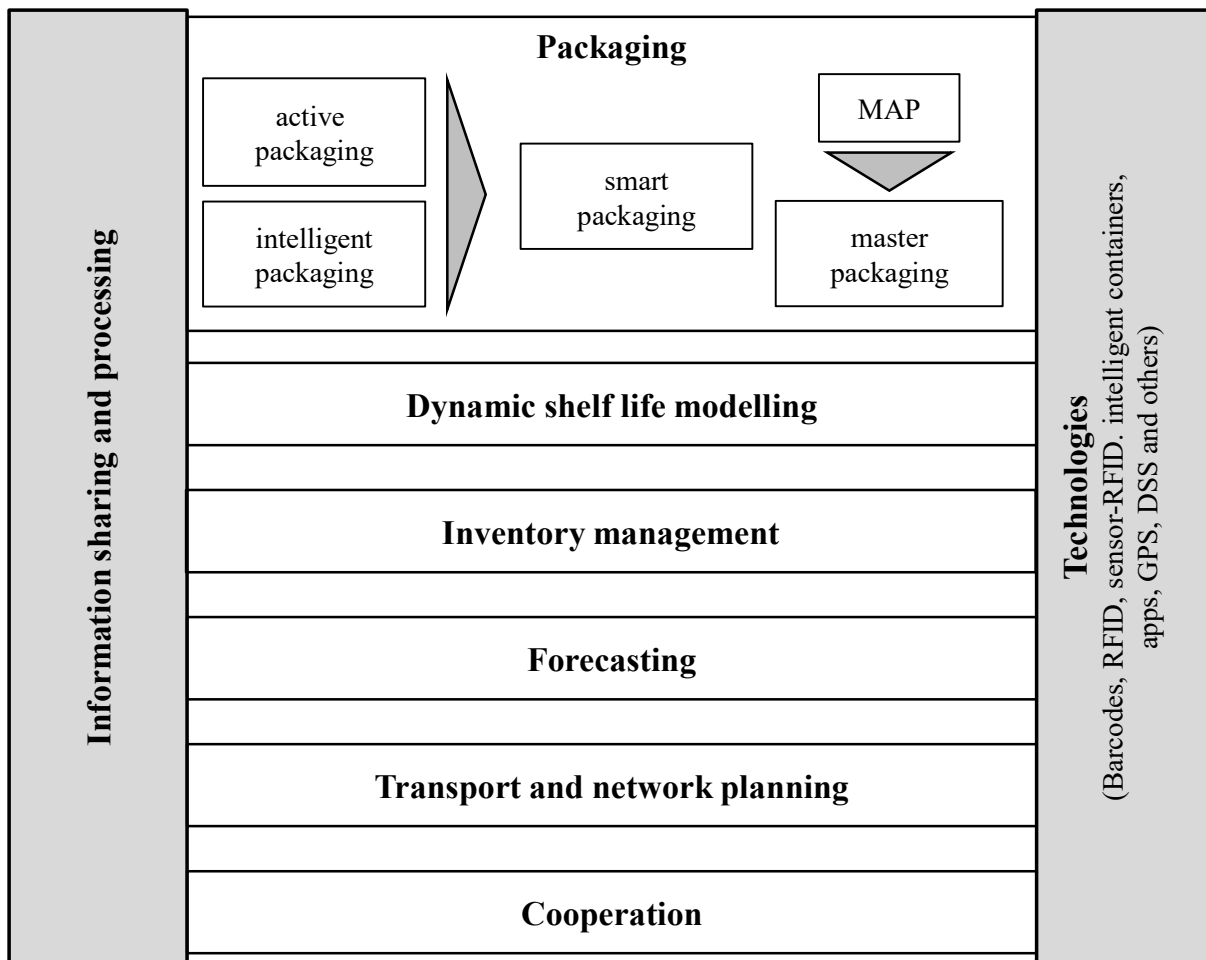 Information sharing and processing
Packaging
active
packaging
intelligent
packaging
smart
packaging
MAP
master
packaging
Dynamic shelf life modelling
Inventory management
Forecasting
Transport and network planning
Cooperation
Technologies
(Barcodes, RFID, sensor-RFID. intelligent containers,
apps, GPS, DSS and others)